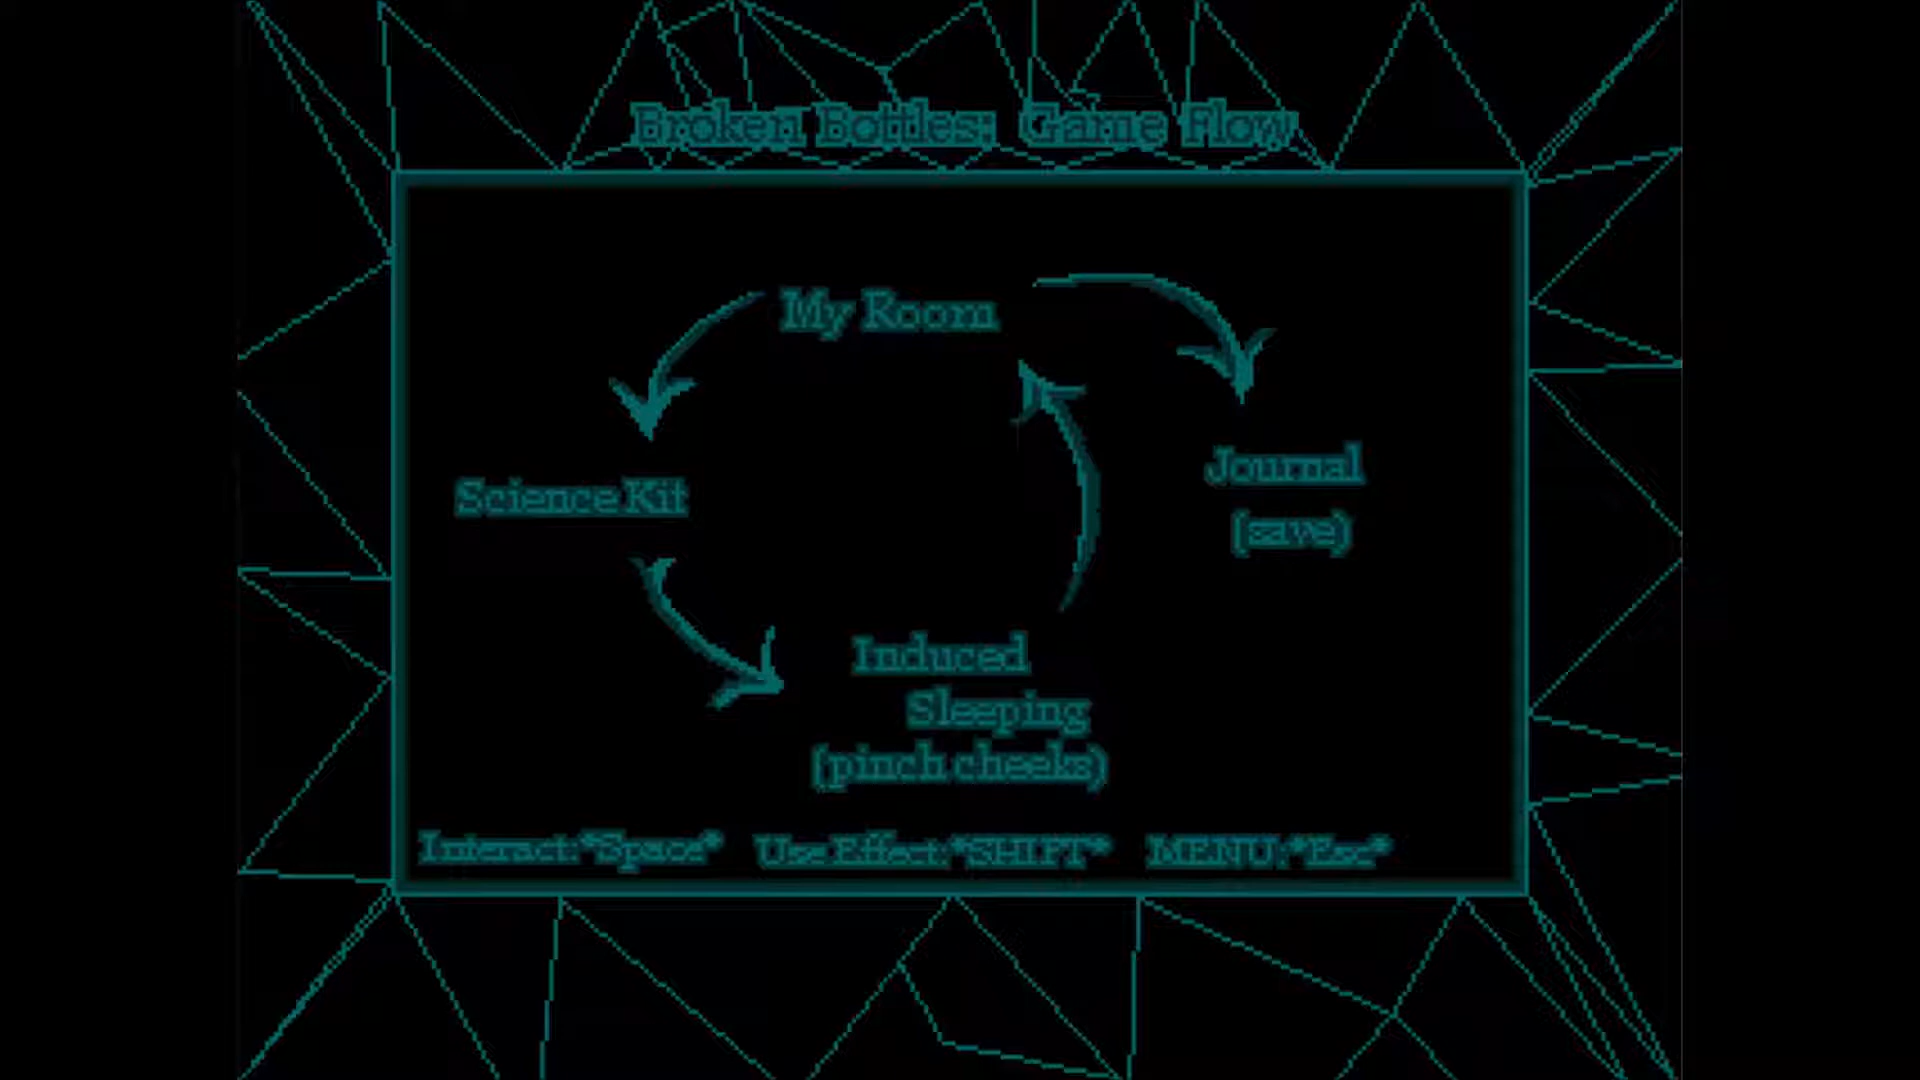 Broken Bottles: Game Flow
My Room
Science Kit
Journal
(save)
Induced
Sleeping
(pinch cheeks)
Interact:*Space* Use Effect:*SHIFT* MENU:*Esc*